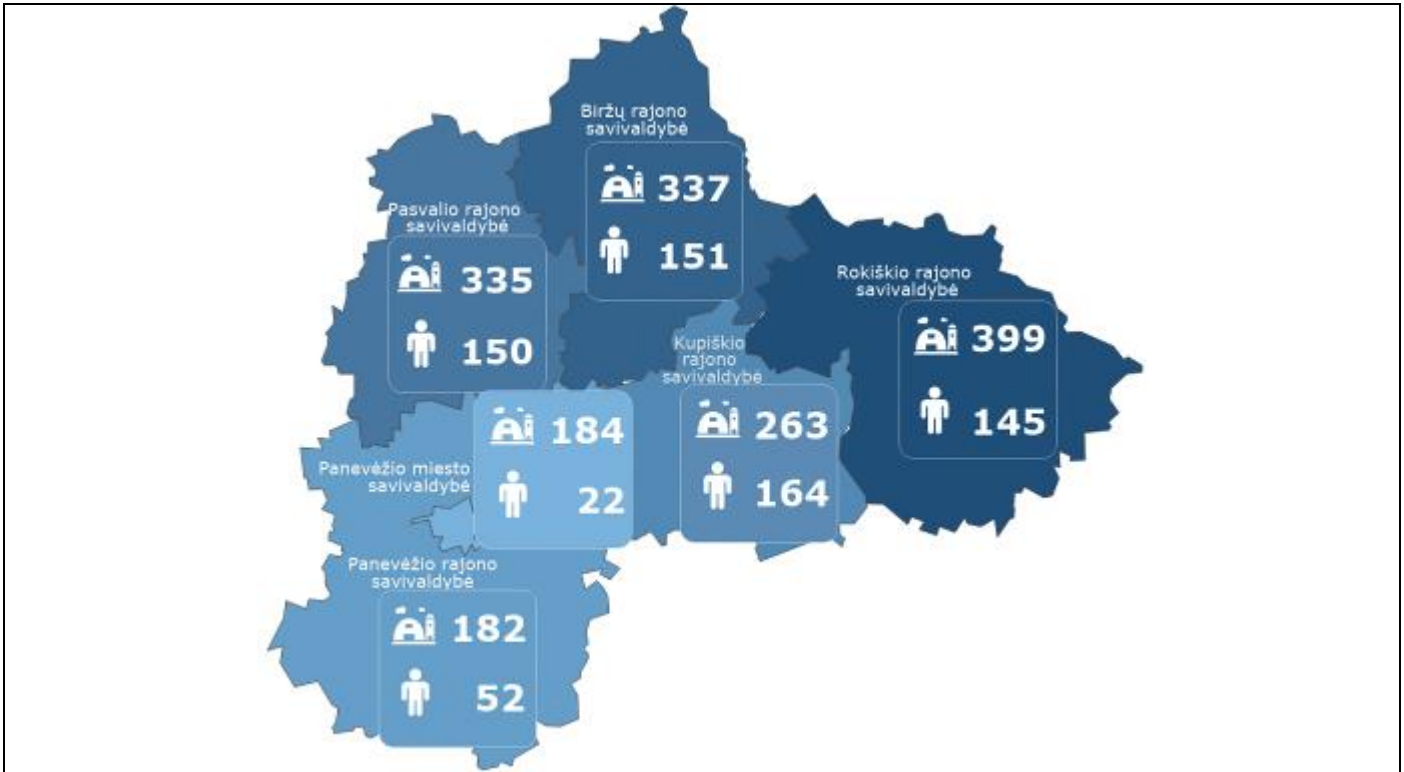 Biržų rajono
savivaldybė
337
151
Pasvalio rajono
savivaldybė
335
150
Rokiškio rajono
savivaldybė
399
145
Kupiškio
rajono
savivaldybė
263
164
Panevėžio miesto
savivaldybė
184
22
Panevėžio rajono
savivaldybė
182
52